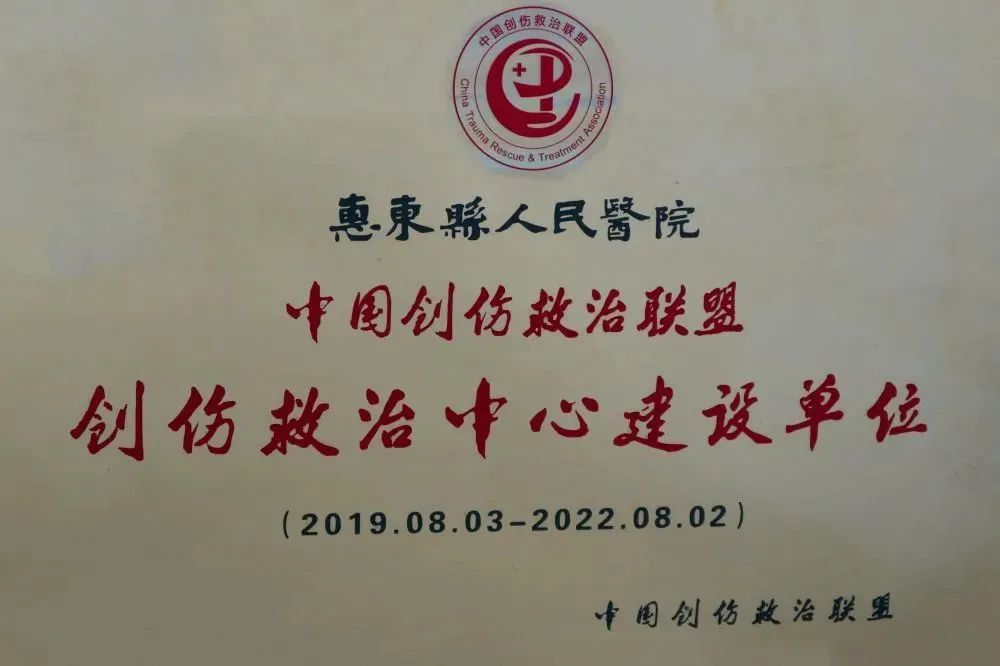 中国创伤救治联盟
China Trauma Rescue & Treatment Association
惠東縣人民醫院
中国创伤救治联盟
创伤救治中心建设单位
(2019.08.03-2022.08.02)
中国创伤救治联盟